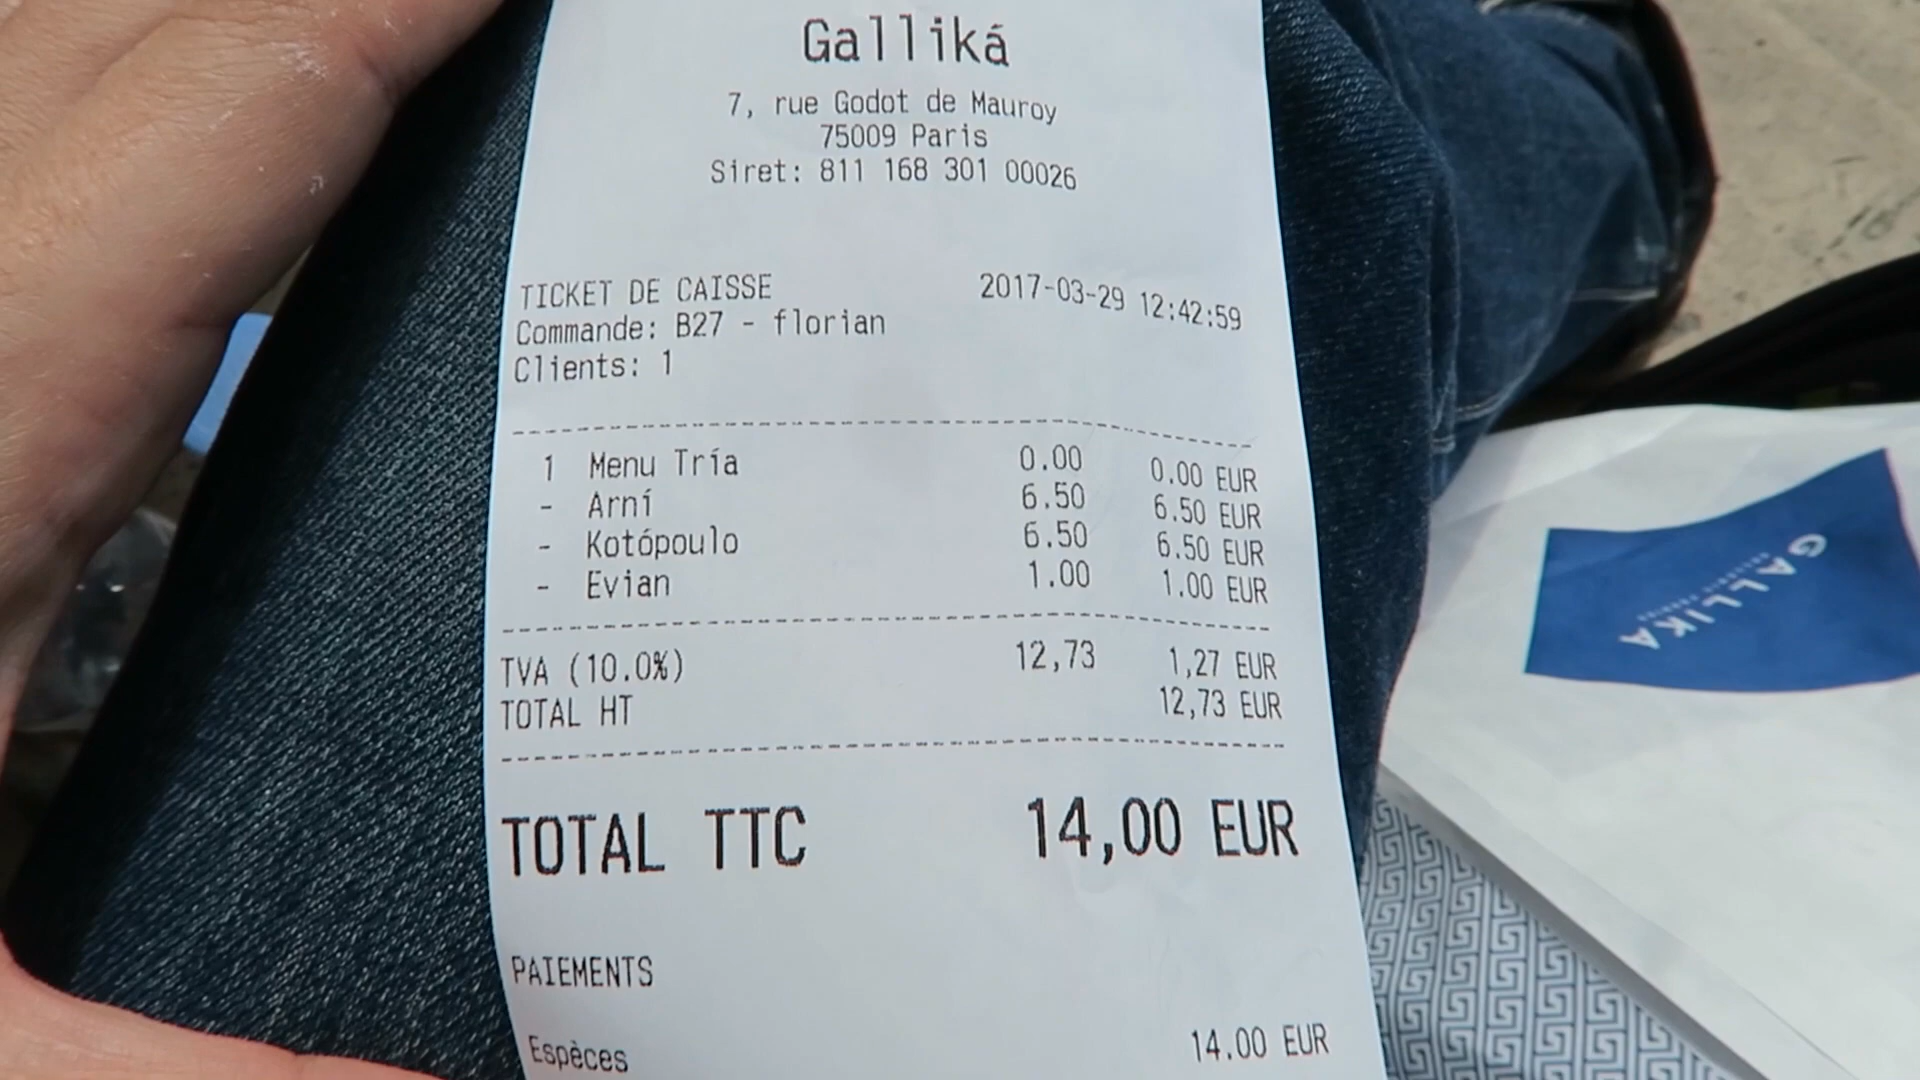 Galliká
7, rue Godot de Mauroy
75009 Paris
Siret: 811 168 301 00026
TICKET DE CAISSE 2017-03-29 12:42:59
Commande: B27 - florian
Clients: 1
1 Menu Tría 0.00 0.00 EUR
- Arní 6.50 6.50 EUR
- Kotópoulo 6.50 6.50 EUR
- Evian 1.00 1.00 EUR
TVA (10.0%) 12,73 1,27 EUR
TOTAL HT 12,73 EUR
TOTAL TTC 14,00 EUR
PAIEMENTS
Espèces 14.00 EUR
GALLIKA